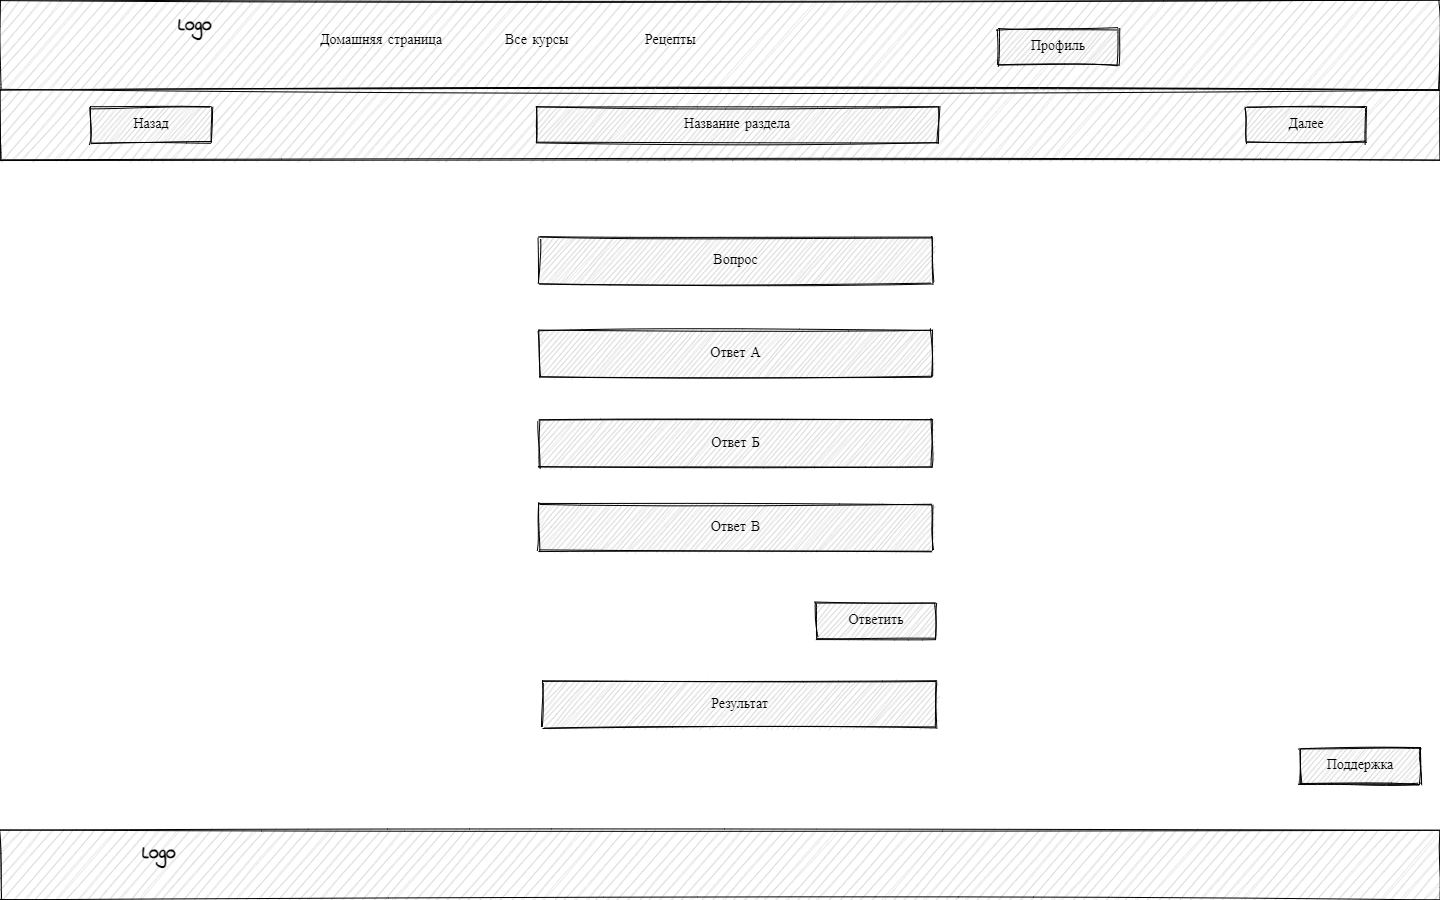 Logo
Домашняя страница
Все курсы
Рецепты
Профиль
Назад
Название раздела
Далее
Вопрос
Ответ А
Ответ Б
Ответ В
Ответить
Результат
Поддержка
Logo